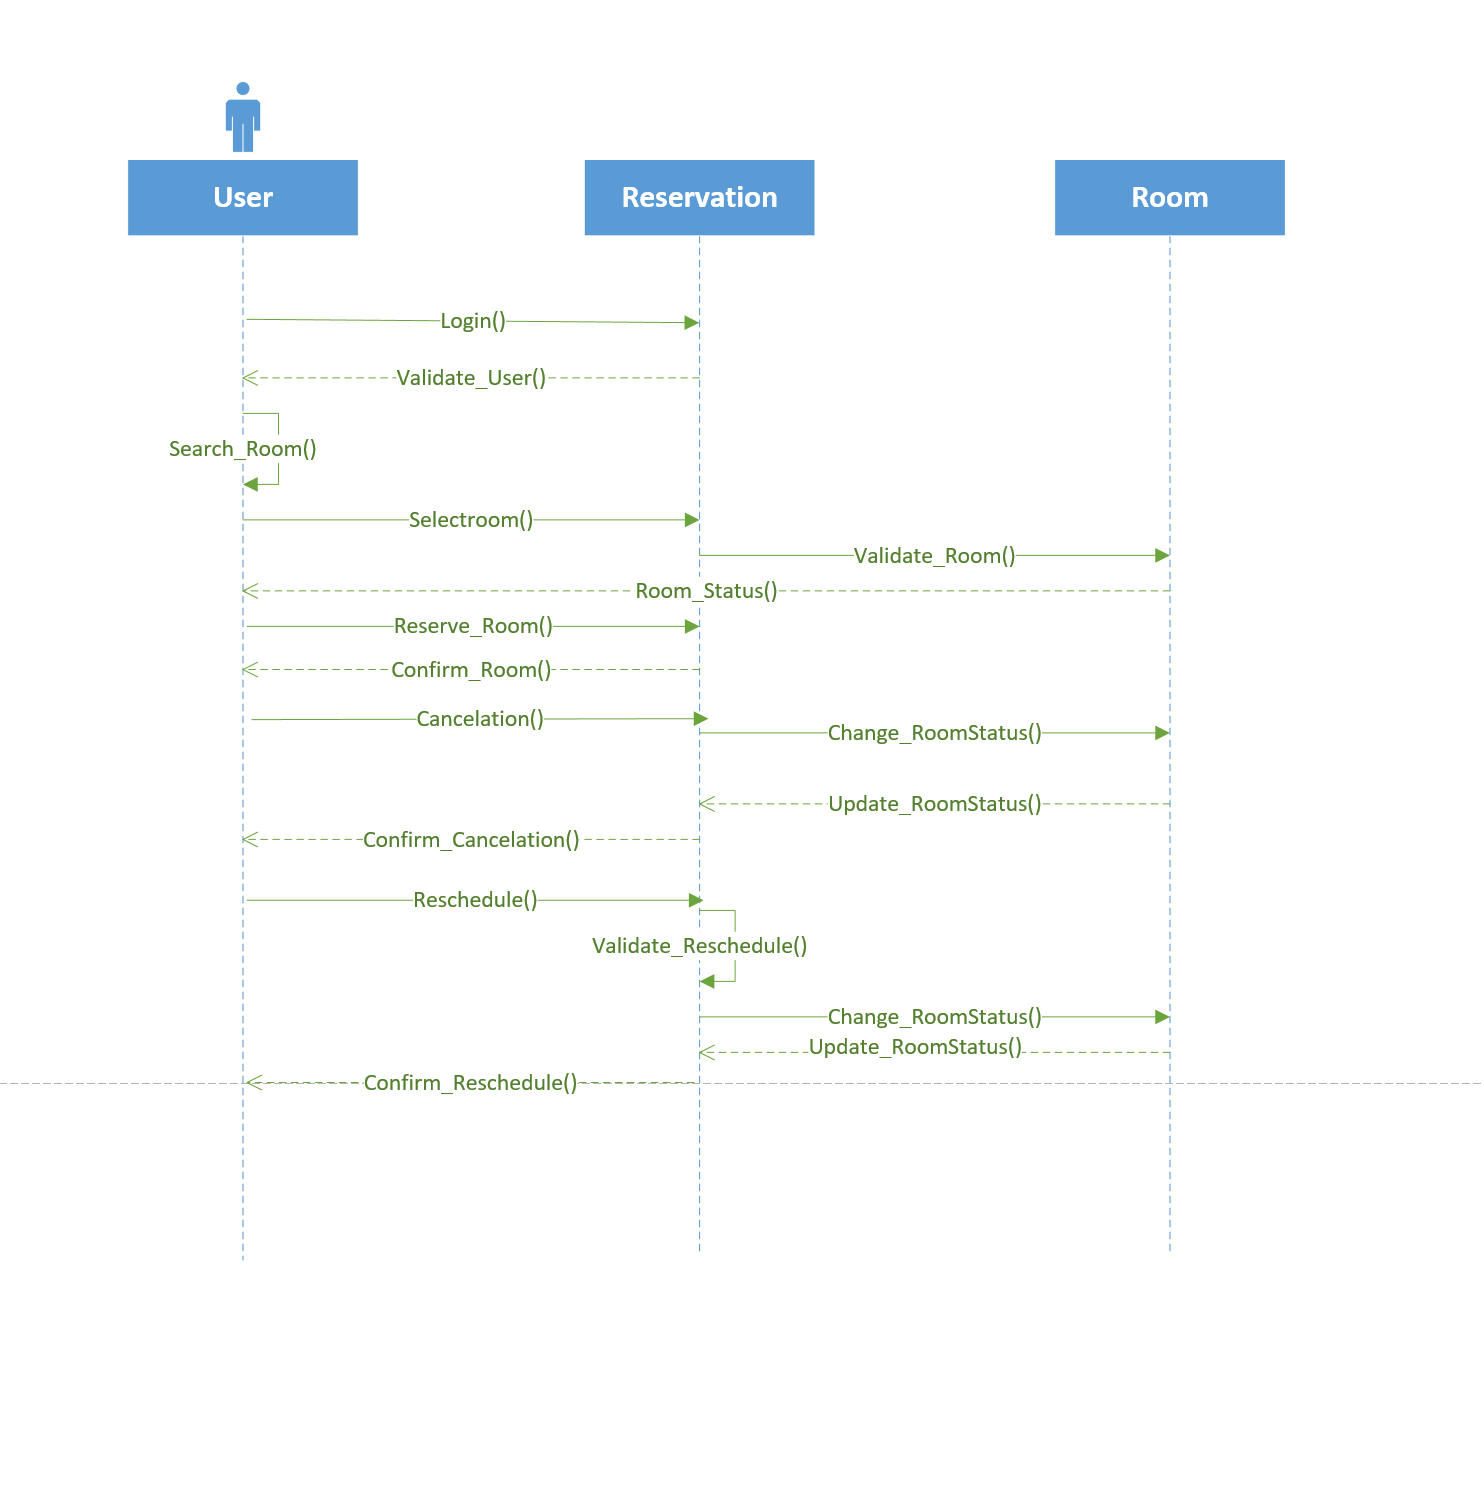 User
Reservation
Room
Login()
Validate_User()
Search_Room()
Selectroom()
Validate_Room()
Room_Status()
Reserve_Room()
Confirm_Room()
Cancelation()
Change_RoomStatus()
Update_RoomStatus()
Confirm_Cancelation()
Reschedule()
Validate_Reschedule()
Change_RoomStatus()
Update_RoomStatus()
Confirm_Reschedule()